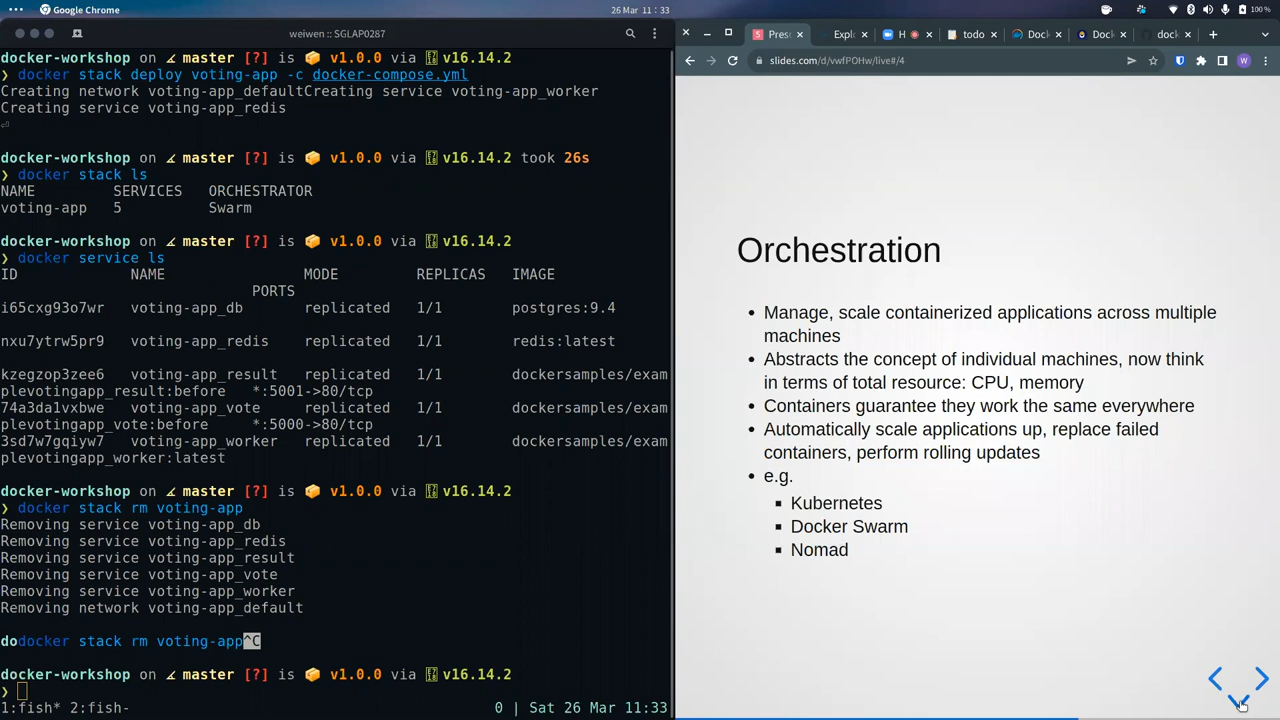 Google Chrome
26 Mar 11:33
100 %
weiwen :: SGLAP0287
docker-workshop on master [?] is v1.0.0 via v16.14.2
❯ docker stack deploy voting-app -c docker-compose.yml
Creating network voting-app_defaultCreating service voting-app_worker
Creating service voting-app_redis
⏎
docker-workshop on master [?] is v1.0.0 via v16.14.2 took 26s
❯ docker stack ls
NAME SERVICES ORCHESTRATOR
voting-app 5 Swarm
docker-workshop on master [?] is v1.0.0 via v16.14.2
❯ docker service ls
ID NAME MODE REPLICAS IMAGE
PORTS
i65cxg93o7wr voting-app_db replicated 1/1 postgres:9.4
nxu7ytrw5pr9 voting-app_redis replicated 1/1 redis:latest
kzegzop3zee6 voting-app_result replicated 1/1 dockersamples/exam
plevotingapp_result:before *:5001->80/tcp
74a3da1vxbwe voting-app_vote replicated 1/1 dockersamples/exam
plevotingapp_vote:before *:5000->80/tcp
3sd7w7gqiyw7 voting-app_worker replicated 1/1 dockersamples/exam
plevotingapp_worker:latest
docker-workshop on master [?] is v1.0.0 via v16.14.2
❯ docker stack rm voting-app
Removing service voting-app_db
Removing service voting-app_redis
Removing service voting-app_result
Removing service voting-app_vote
Removing service voting-app_worker
Removing network voting-app_default
dodocker stack rm voting-app^C
docker-workshop on master [?] is v1.0.0 via v16.14.2
❯
1:fish* 2:fish- 0 | Sat 26 Mar 11:33
Prese Explo H todo Docke Dock dock
slides.com/d/vwfPOHw/live#/4
W
Orchestration
• Manage, scale containerized applications across multiple
machines
• Abstracts the concept of individual machines, now think
in terms of total resource: CPU, memory
• Containers guarantee they work the same everywhere
• Automatically scale applications up, replace failed
containers, perform rolling updates
• e.g.
▪ Kubernetes
▪ Docker Swarm
▪ Nomad